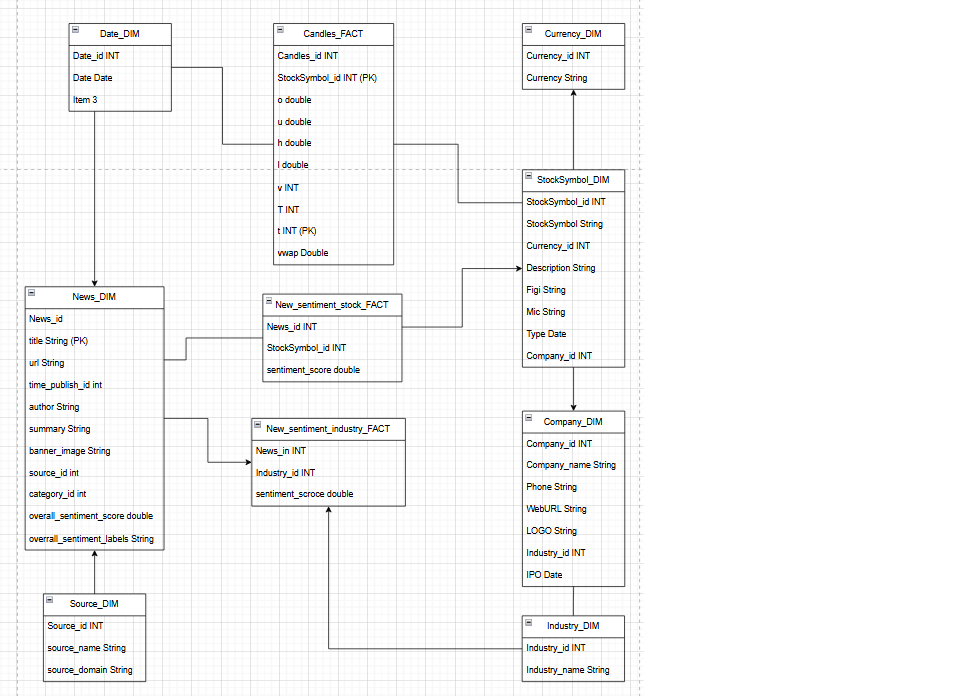 Date_DIM
Date_id INT
Date Date
Item 3
Candles_FACT
Candles_id INT
StockSymbol_id INT (PK)
o double
u double
h double
l double
v INT
T INT
t INT (PK)
vwap Double
Currency_DIM
Currency_id INT
Currency String
StockSymbol_DIM
StockSymbol_id INT
StockSymbol String
Currency_id INT
Description String
Figi String
Mic String
Type Date
Company_id INT
News_DIM
News_id
title String (PK)
url String
time_publish_id int
author String
summary String
banner_image String
source_id int
category_id int
overall_sentiment_score double
overrall_sentiment_labels String
New_sentiment_stock_FACT
News_id INT
StockSymbol_id INT
sentiment_score double
New_sentiment_industry_FACT
News_in INT
Industry_id INT
sentiment_scroce double
Company_DIM
Company_id INT
Company_name String
Phone String
WebURL String
LOGO String
Industry_id INT
IPO Date
Source_DIM
Source_id INT
source_name String
source_domain String
Industry_DIM
Industry_id INT
Industry_name String